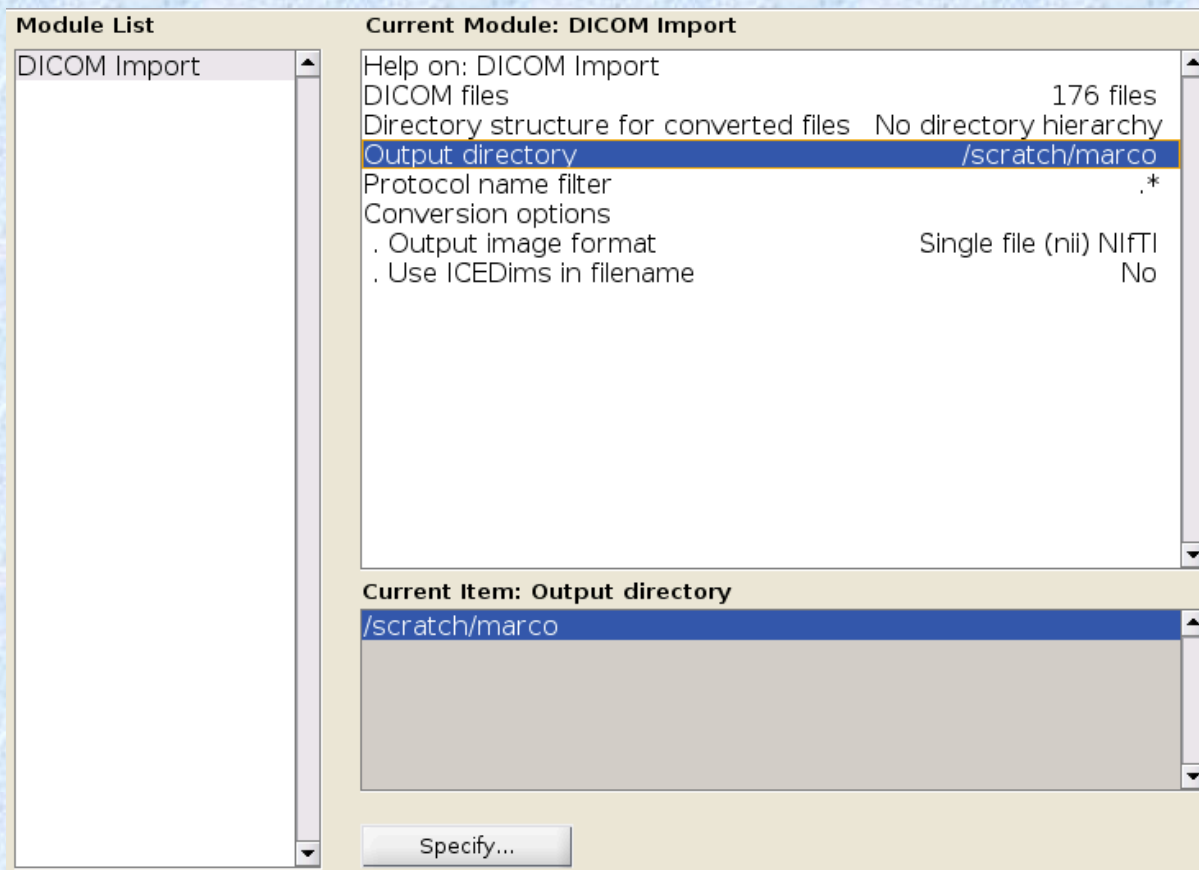 Module List
DICOM Import
Current Module: DICOM Import
Help on: DICOM Import
DICOM files 176 files
Directory structure for converted files No directory hierarchy
Output directory /scratch/marco
Protocol name filter .*
Conversion options
. Output image format Single file (nii) NIfTI
. Use ICEDims in filename No
Current Item: Output directory
/scratch/marco
Specify...